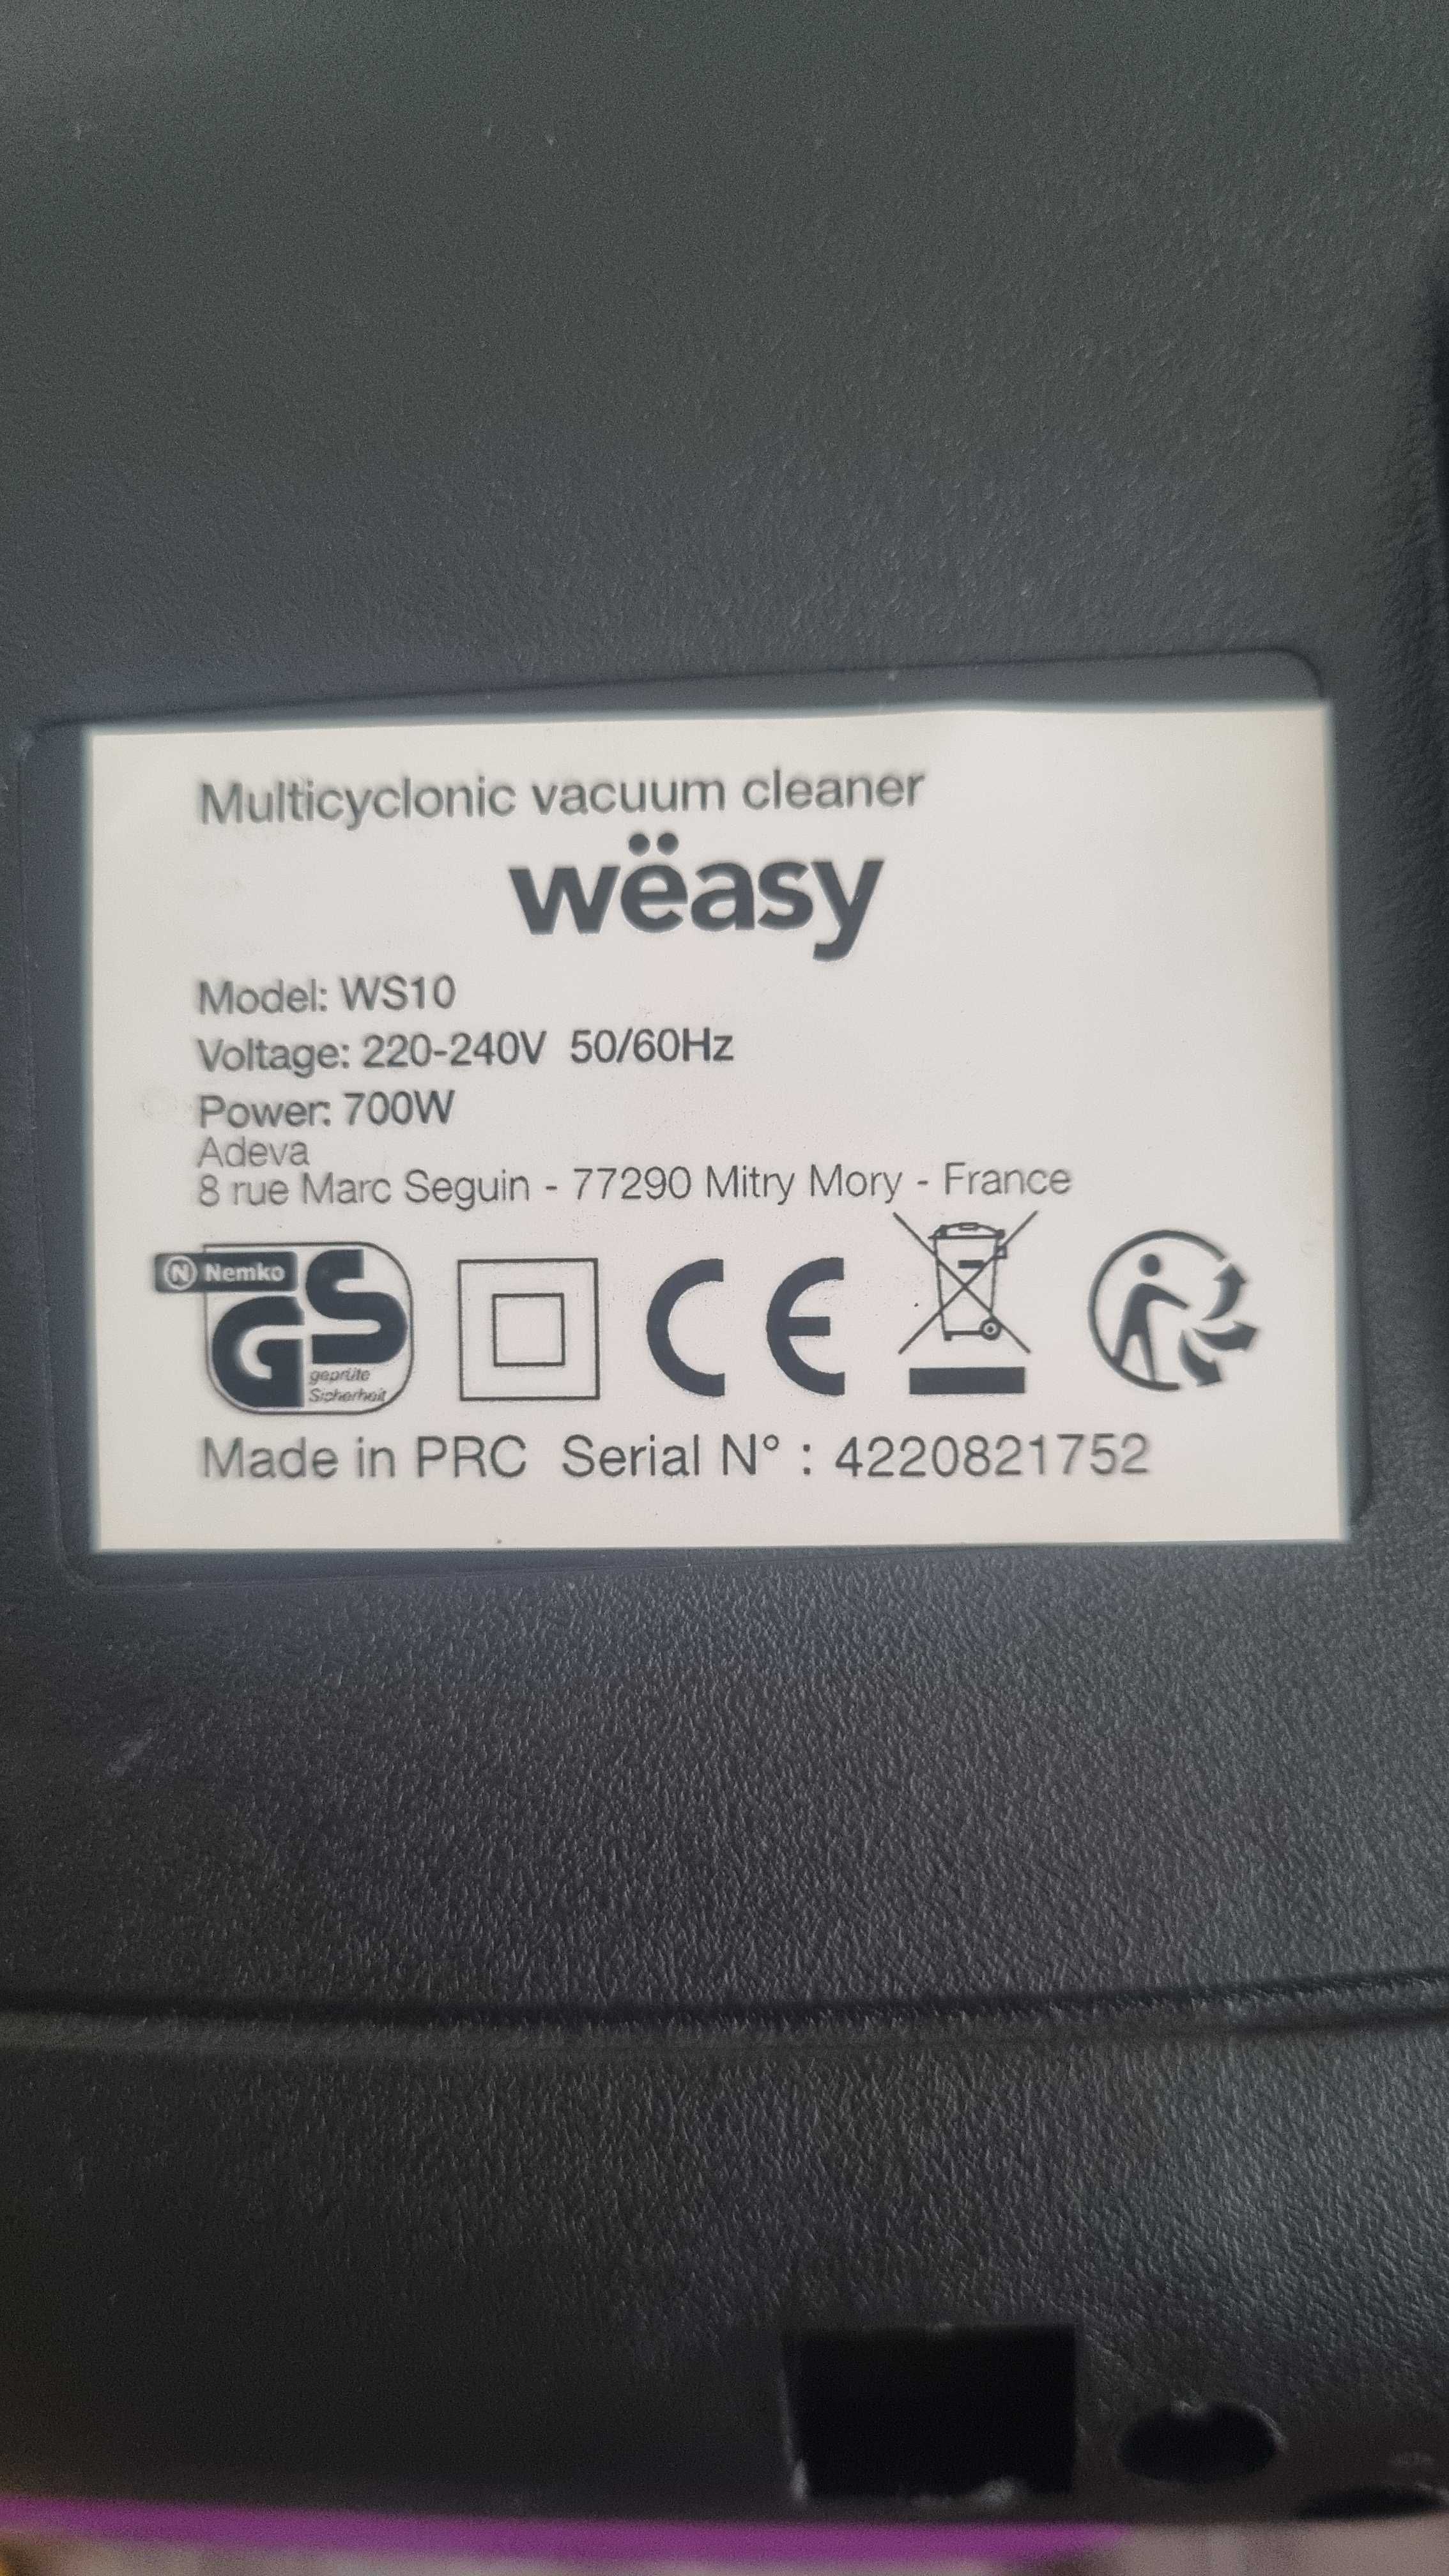 Multicyclonic vacuum cleaner
wëasy
Model: WS10
Voltage: 220-240V 50/60Hz
Power: 700W
Adeva
8 rue Marc Seguin - 77290 Mitry Mory - France
N Nemko
GS
geprüfte
Sicherheit
CE
Made in PRC Serial N° : 4220821752